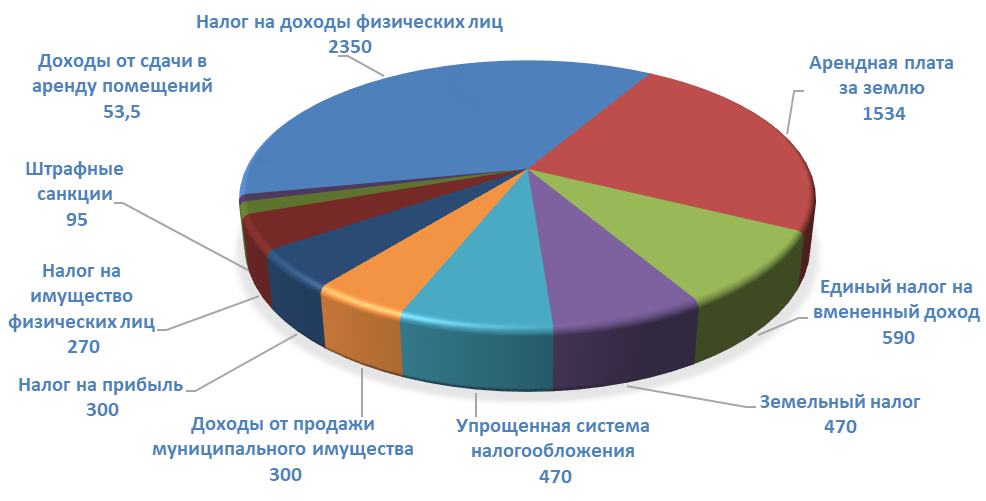 Налог на доходы физических лиц
2350
Доходы от сдачи в
аренду помещений
53,5
Арендная плата
за землю
1534
Штрафные
санкции
95
Налог на
имущество
физических лиц
270
Единый налог на
вмененный доход
590
Налог на прибыль
300
Земельный налог
470
Доходы от продажи
муниципального имущества
300
Упрощенная система
налогообложения
470